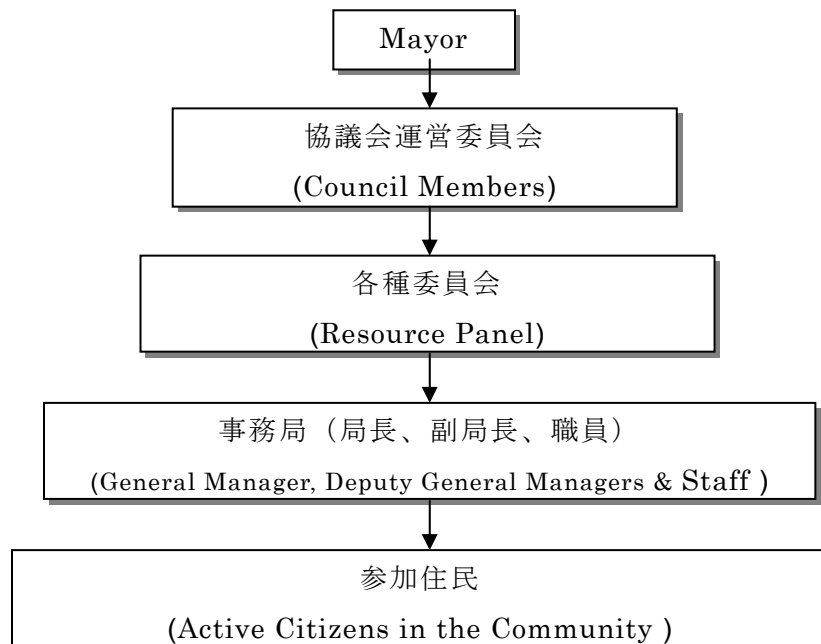 Mayor
協議会運営委員会
(Council Members)
各種委員会
(Resource Panel)
事務局（局長、副局長、職員）
(General Manager, Deputy General Managers & Staff )
参加住民
(Active Citizens in the Community )